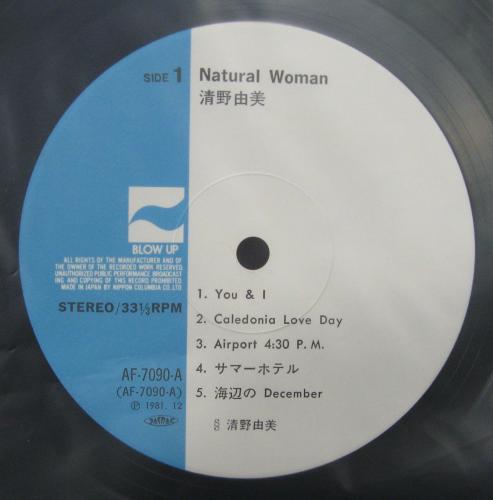 SIDE 1
Natural Woman
清野由美
BLOW UP
ALL RIGHTS OF THE MANUFACTURER AND OF
THE OWNER OF THE RECORDED WORK RESERVED
UNAUTHORIZED PUBLIC PERFORMANCE BROADCAST
ING AND COPYING OF THIS RECORD PROHIBITED
MADE IN JAPAN BY NIPPON COLUMBIA CO.LTD
STEREO/33⅓RPM
AF-7090-A
(AF-7090-A)
Ⓟ 1981. 12
JASRAC
1. You & I
2. Caledonia Love Day
3. Airport 4:30 P.M.
4. サマーホテル
5. 海辺の December
清野由美